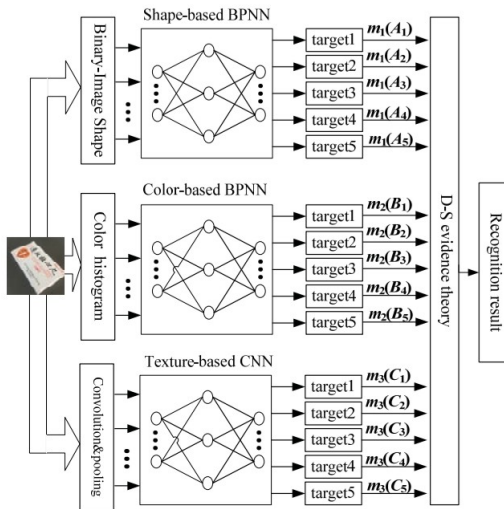 Shape-based BPNN
Binary-Image Shape
target1
m₁(A₁)
target2
m₁(A₂)
target3
m₁(A₃)
target4
m₁(A₄)
target5
m₁(A₅)
Color-based BPNN
Color histogram
target1
m₂(B₁)
target2
m₂(B₂)
target3
m₂(B₃)
target4
m₂(B₄)
target5
m₂(B₅)
Texture-based CNN
Convolution&pooling
target1
m₃(C₁)
target2
m₃(C₂)
target3
m₃(C₃)
target4
m₃(C₄)
target5
m₃(C₅)
D-S evidence theory
Recognition result